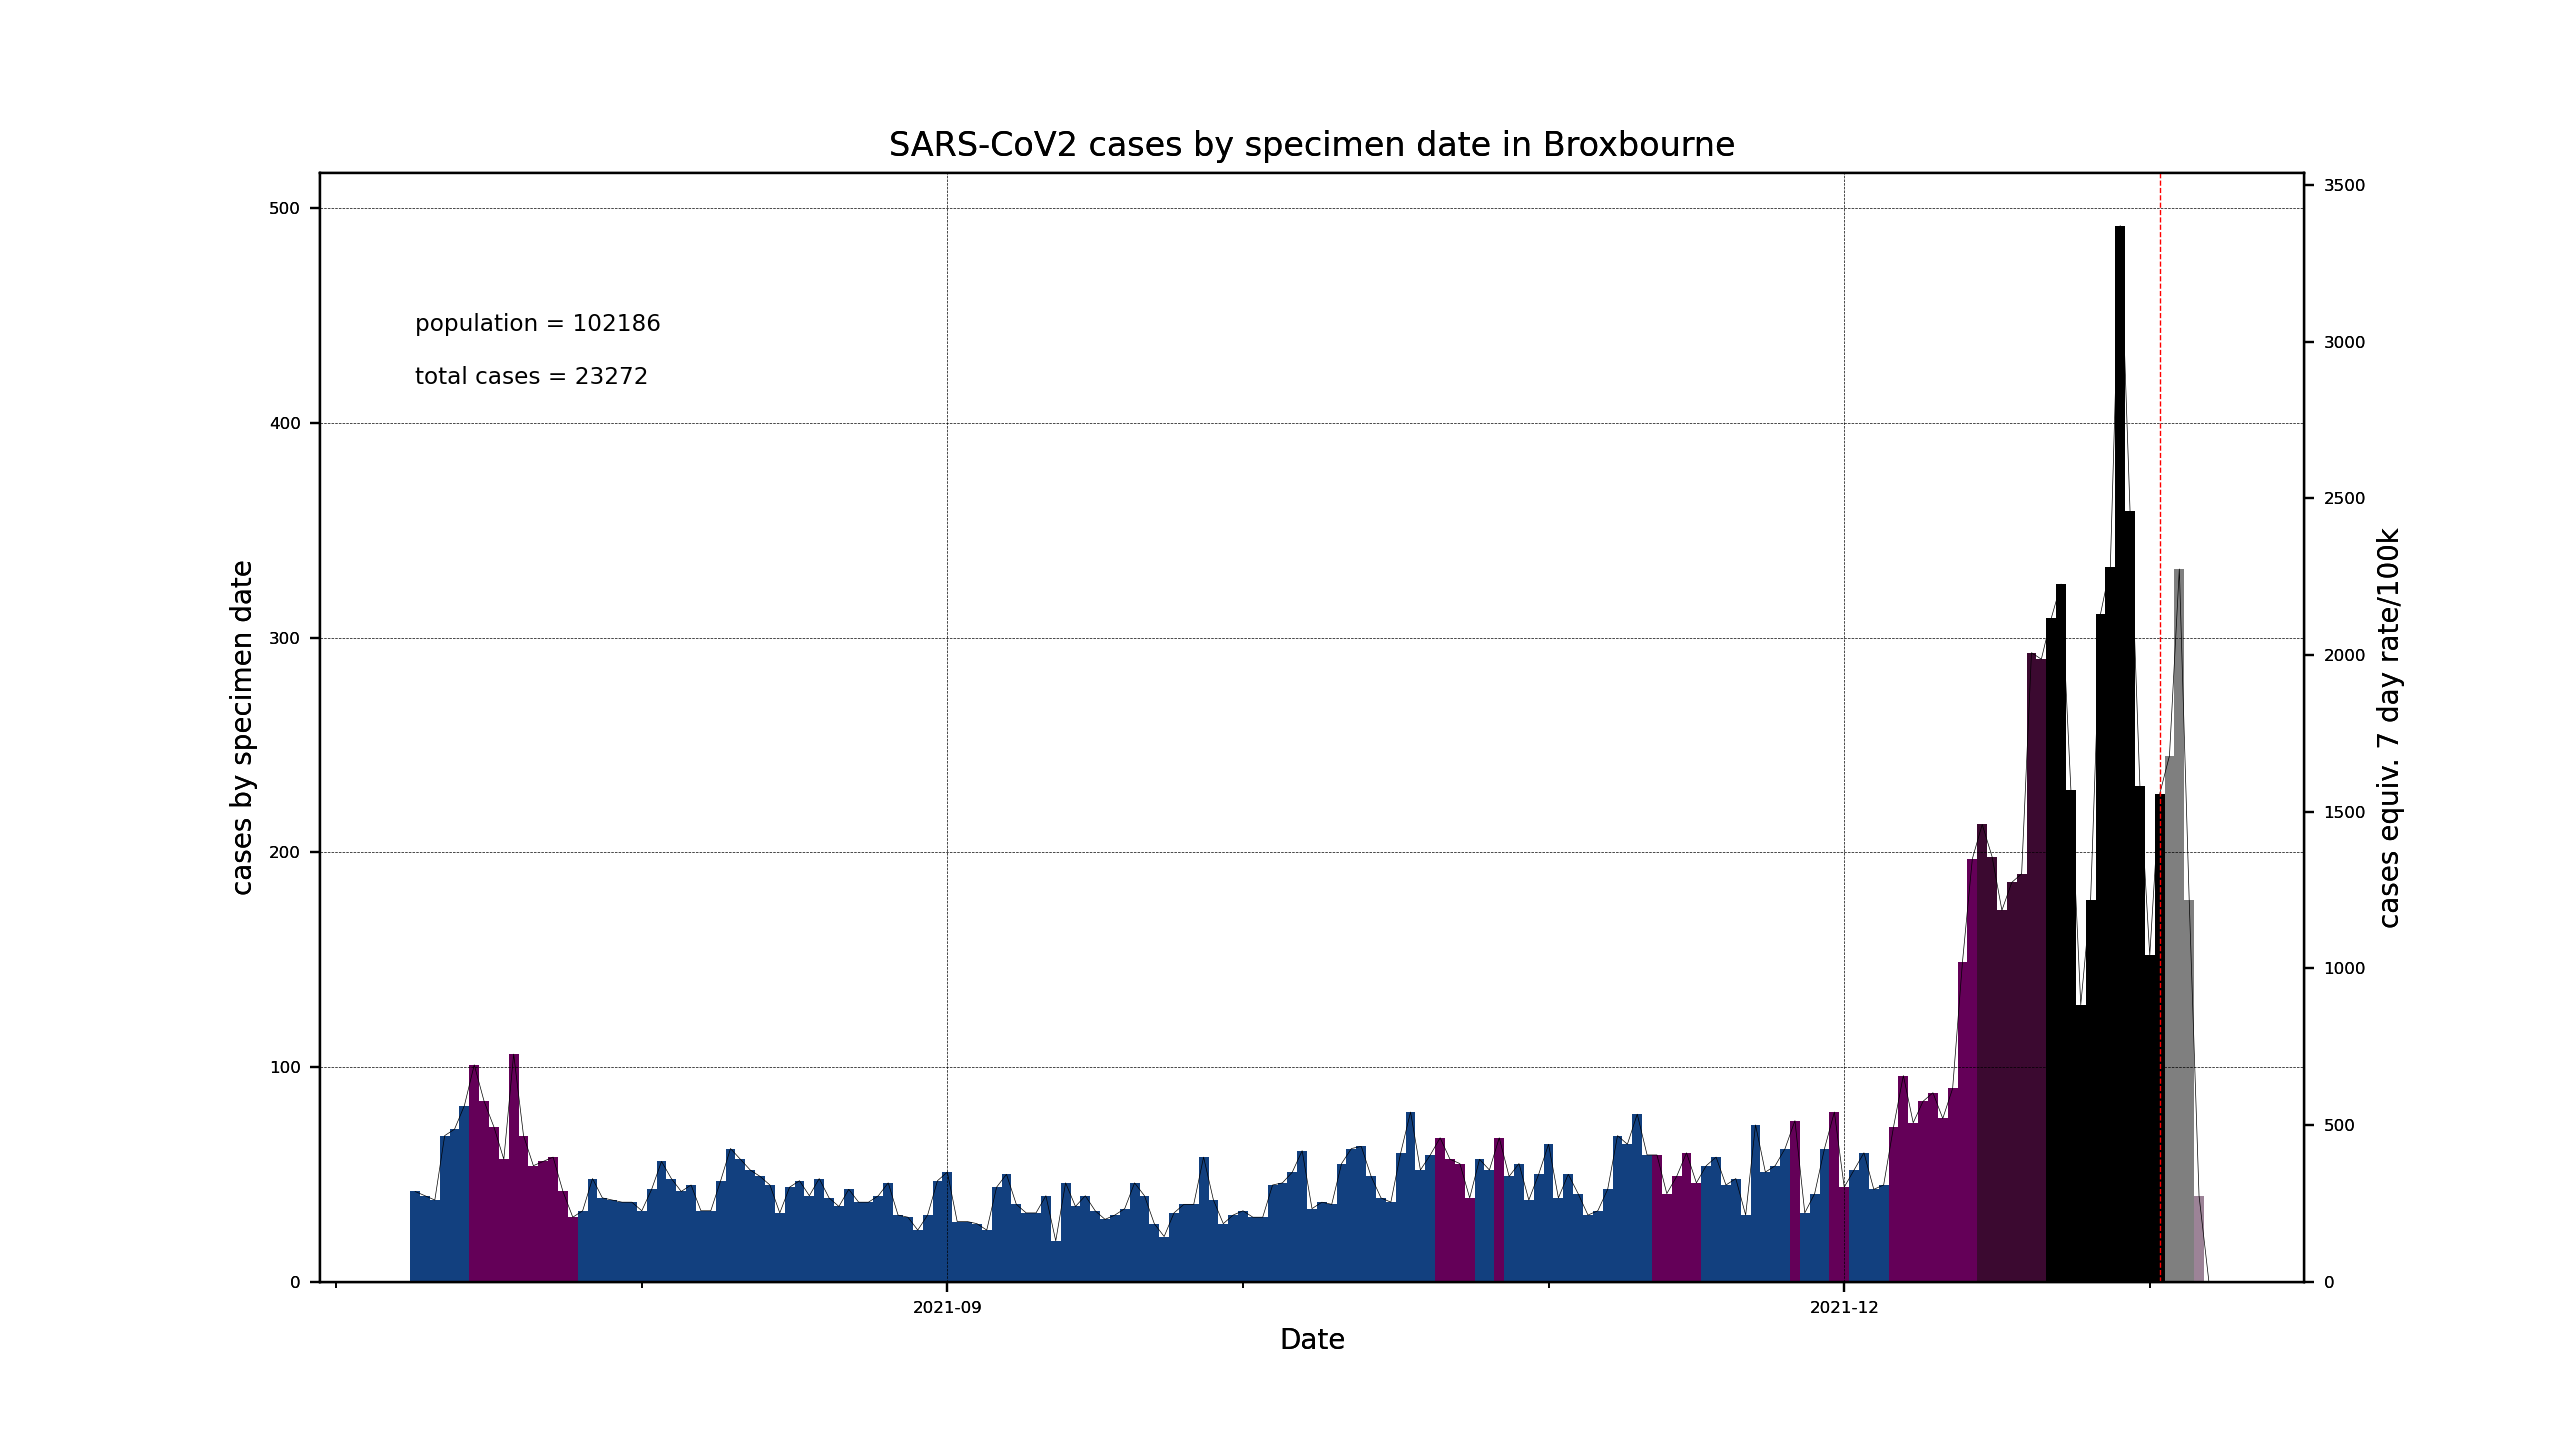 SARS-CoV2 cases by specimen date in Broxbourne
population = 102186
total cases = 23272
cases by specimen date
500
400
300
200
100
0
3500
3000
2500
2000
1500
1000
500
0
cases equiv. 7 day rate/100k
2021-09
2021-12
Date